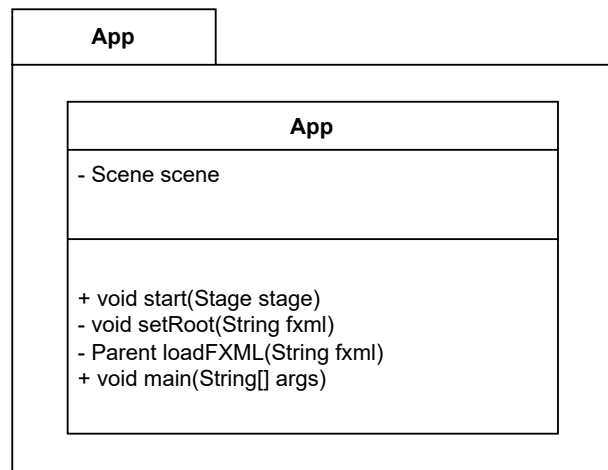 App
App
- Scene scene
+ void start(Stage stage)
- void setRoot(String fxml)
- Parent loadFXML(String fxml)
+ void main(String[] args)